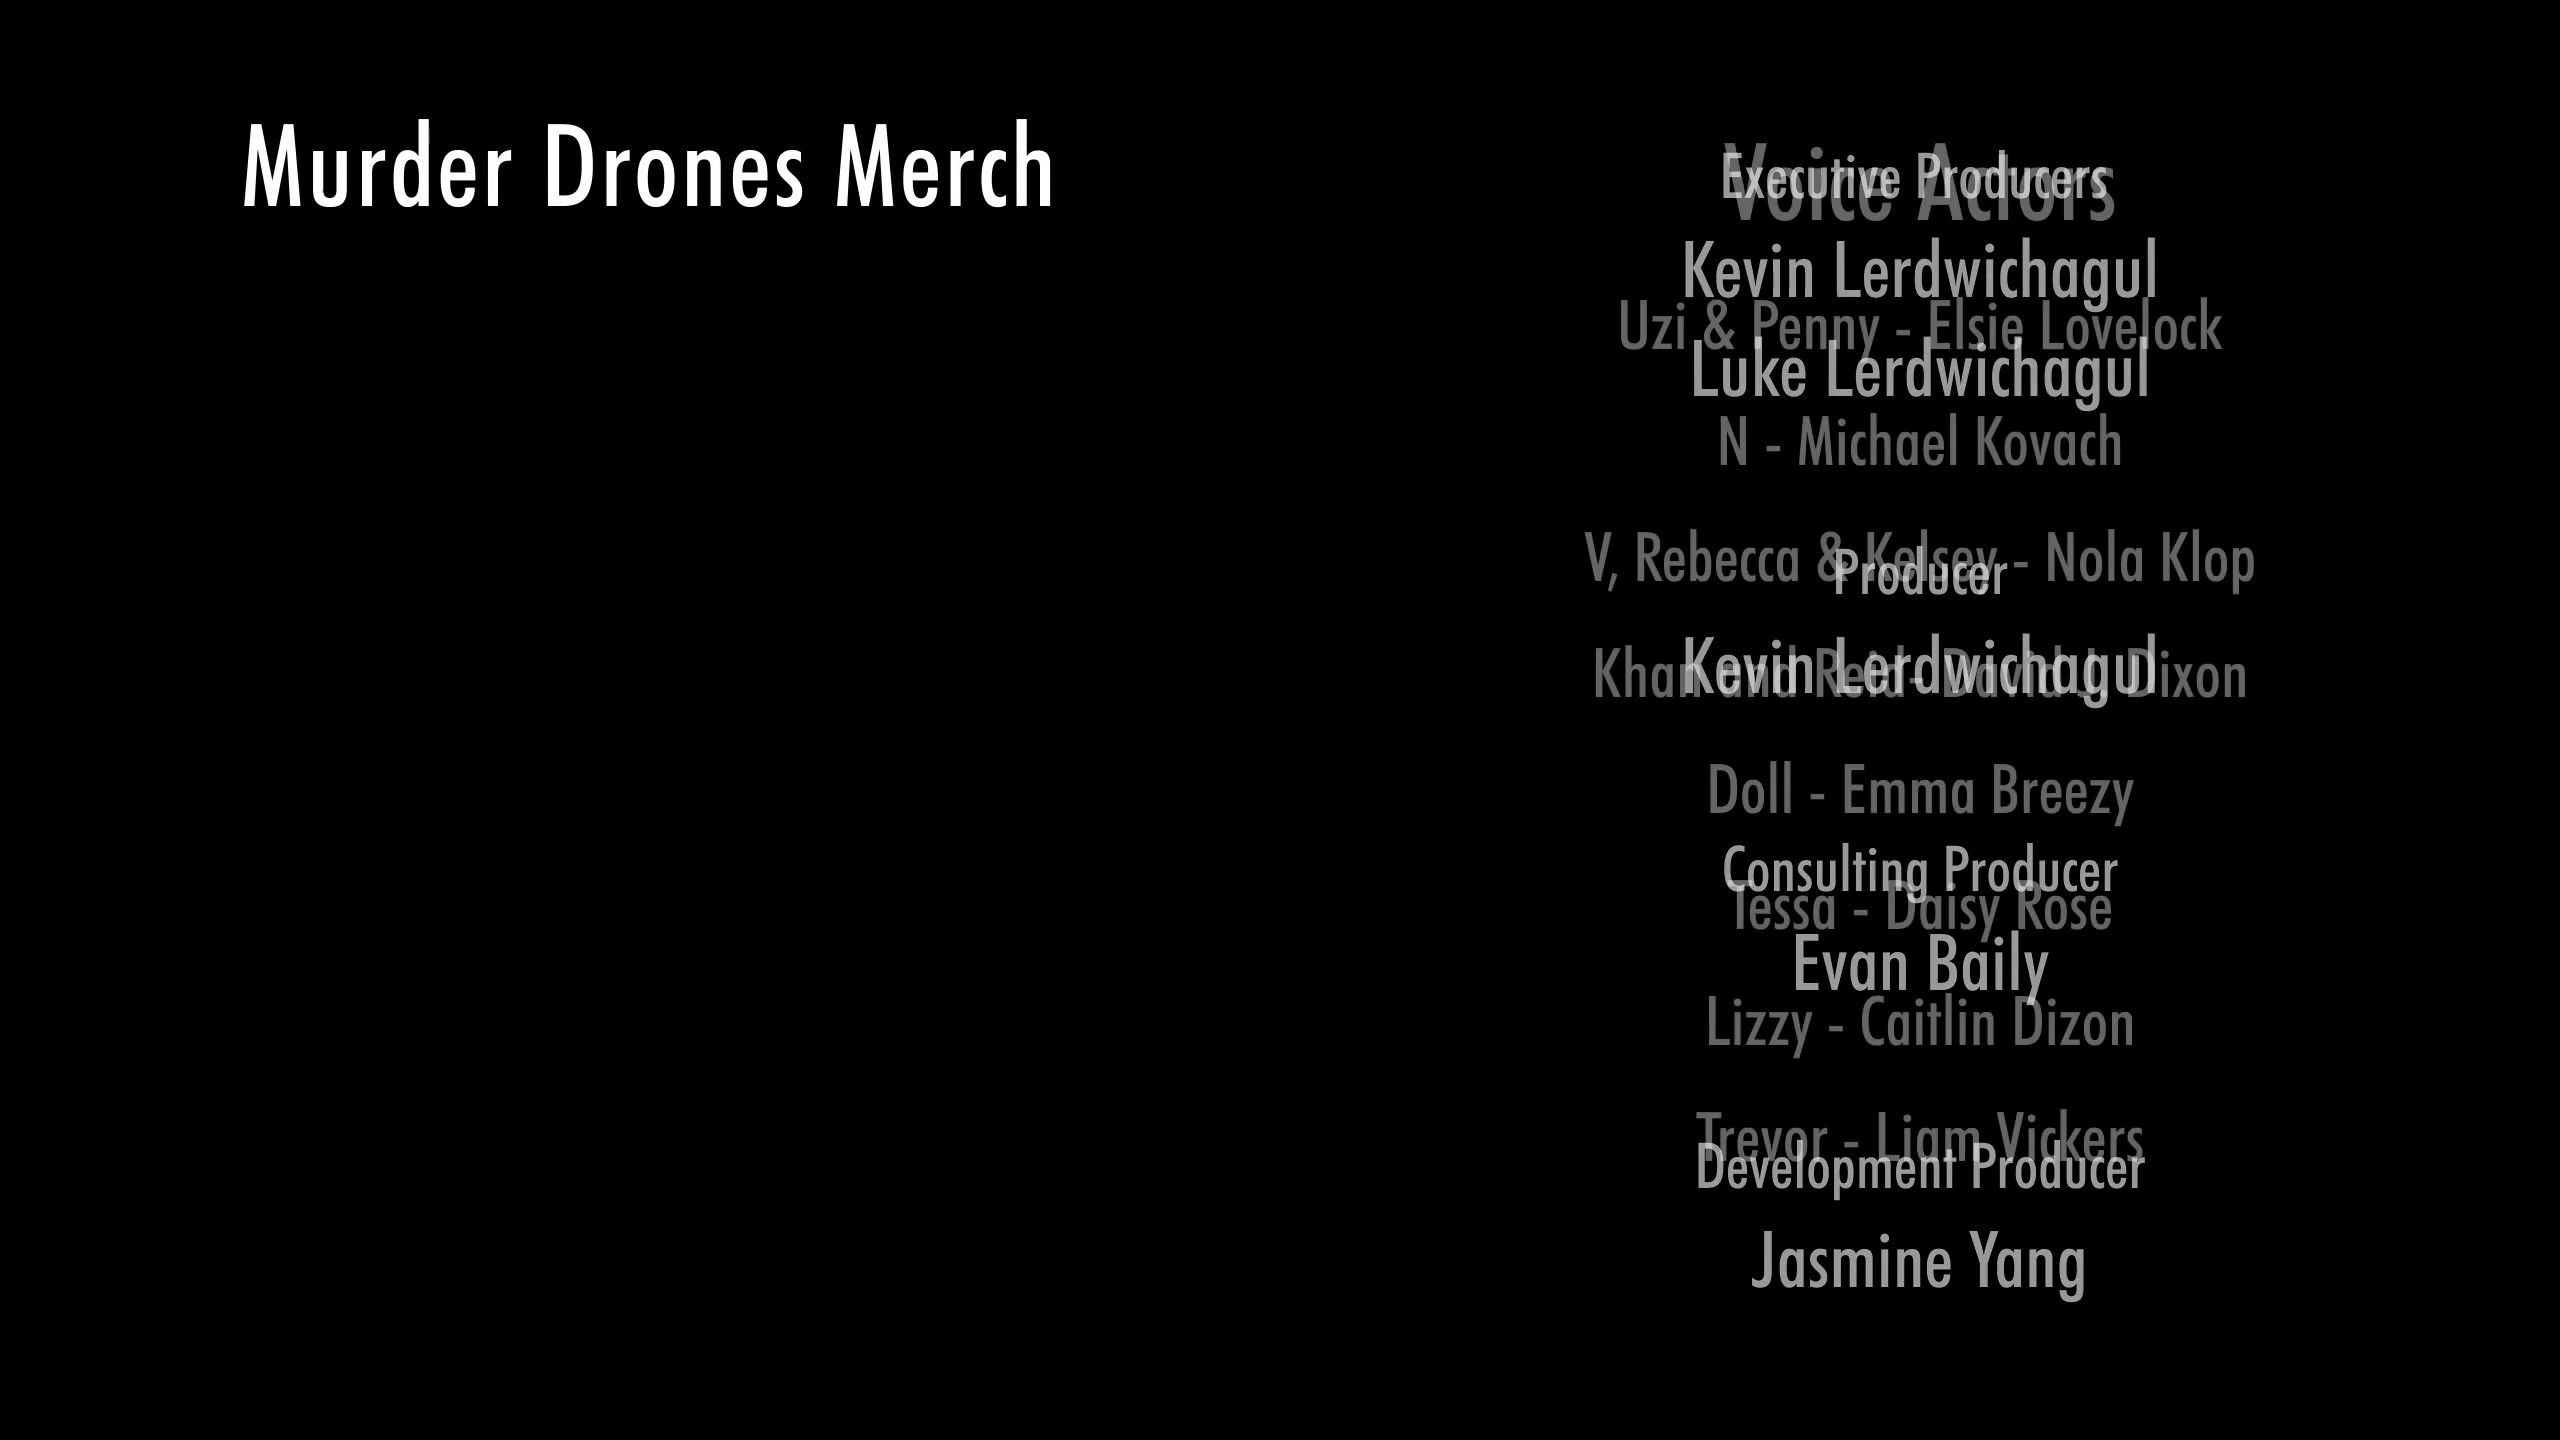 Murder Drones Merch
Executive Producers
Voice Actors
Kevin Lerdwichagul
Uzi & Penny - Elsie Lovelock
Luke Lerdwichagul
N - Michael Kovach
V, Rebecca & Kelsey - Nola Klop
Producer
Kevin Lerdwichagul
Khan and Reid- David J. Dixon
Doll - Emma Breezy
Consulting Producer
Tessa - Daisy Rose
Evan Baily
Lizzy - Caitlin Dizon
Trevor - Liam Vickers
Development Producer
Jasmine Yang